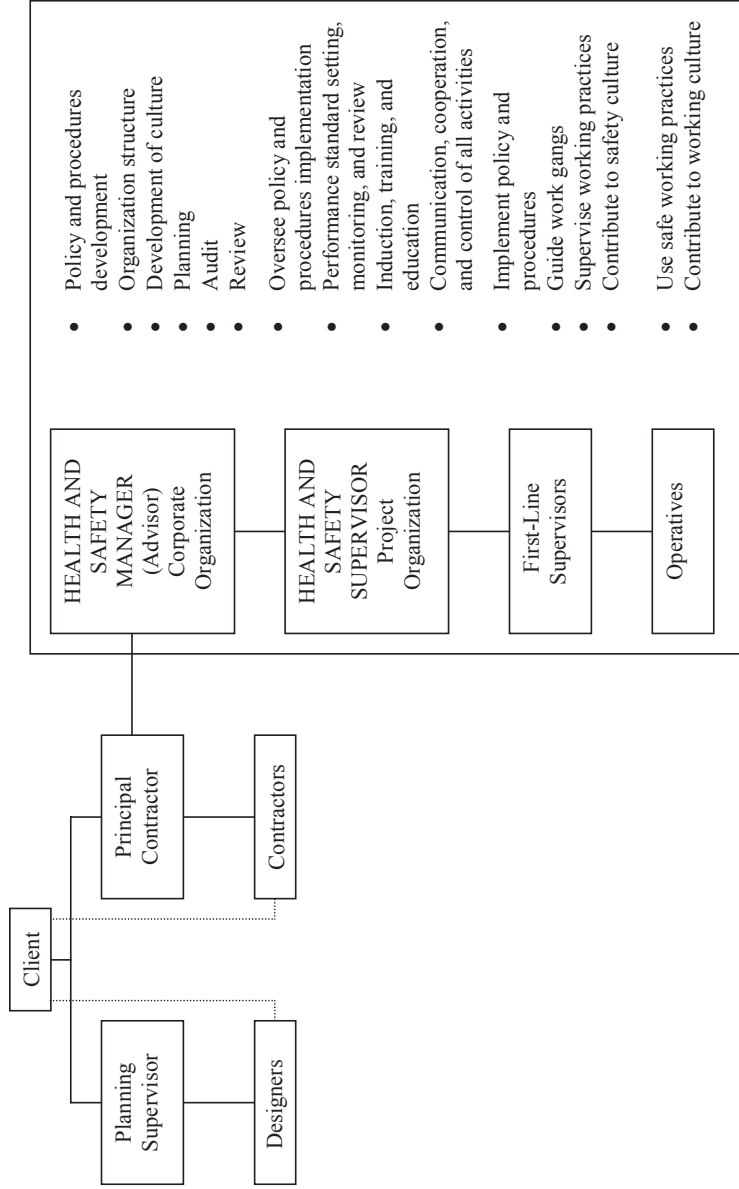 Client
Planning
Supervisor
Principal
Contractor
Designers
Contractors
HEALTH AND
SAFETY
MANAGER
(Advisor)
Corporate
Organization
• Policy and procedures
development
• Organization structure
• Development of culture
• Planning
• Audit
• Review
HEALTH AND
SAFETY
SUPERVISOR
Project
Organization
• Oversee policy and
procedures implementation
• Performance standard setting,
monitoring, and review
• Induction, training, and
education
• Communication, cooperation,
and control of all activities
First-Line
Supervisors
• Implement policy and
procedures
• Guide work gangs
• Supervise working practices
• Contribute to safety culture
Operatives
• Use safe working practices
• Contribute to working culture